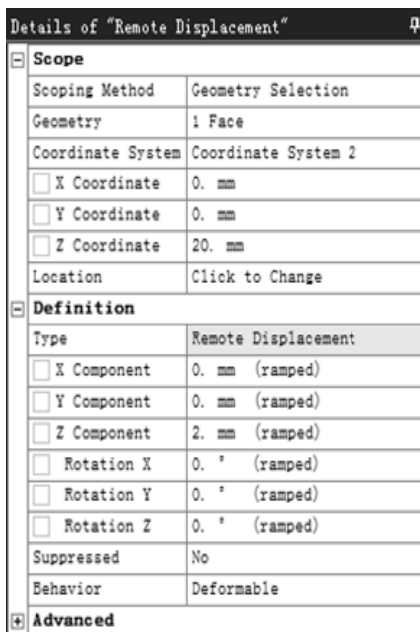 Details of "Remote Displacement"
Scope
Scoping Method Geometry Selection
Geometry 1 Face
Coordinate System Coordinate System 2
X Coordinate 0. mm
Y Coordinate 0. mm
Z Coordinate 20. mm
Location Click to Change
Definition
Type Remote Displacement
X Component 0. mm (ramped)
Y Component 0. mm (ramped)
Z Component 2. mm (ramped)
Rotation X 0. ° (ramped)
Rotation Y 0. ° (ramped)
Rotation Z 0. ° (ramped)
Suppressed No
Behavior Deformable
Advanced